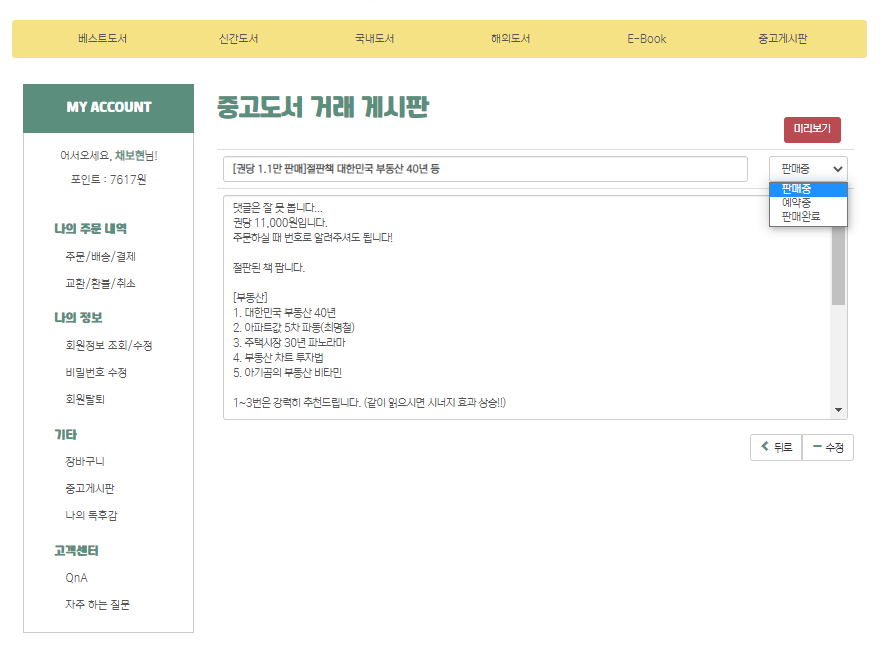 베스트도서 신간도서 국내도서 해외도서 E-Book 중고게시판
MY ACCOUNT
어서오세요, 채보현님!
포인트 : 7617원
나의 주문 내역
주문/배송/결제
교환/환불/취소
나의 정보
회원정보 조회/수정
비밀번호 수정
회원탈퇴
기타
장바구니
중고게시판
나의 독후감
고객센터
QnA
자주 하는 질문
중고도서 거래 게시판
미리보기
[권당 1.1만 판매]절판책 대한민국 부동산 40년 등
판매중
판매중
예약중
판매완료
댓글은 잘 못 봅니다...
권당 11,000원입니다.
주문하실 때 번호로 알려주셔도 됩니다!
절판된 책 팝니다.
[부동산]
1. 대한민국 부동산 40년
2. 아파트값 5차 파동(최명철)
3. 주택시장 30년 파노라마
4. 부동산 차트 투자법
5. 아기곰의 부동산 비타민
1~3번은 강력히 추천드립니다. (같이 읽으시면 시너지 효과 상승!!)
뒤로
수정